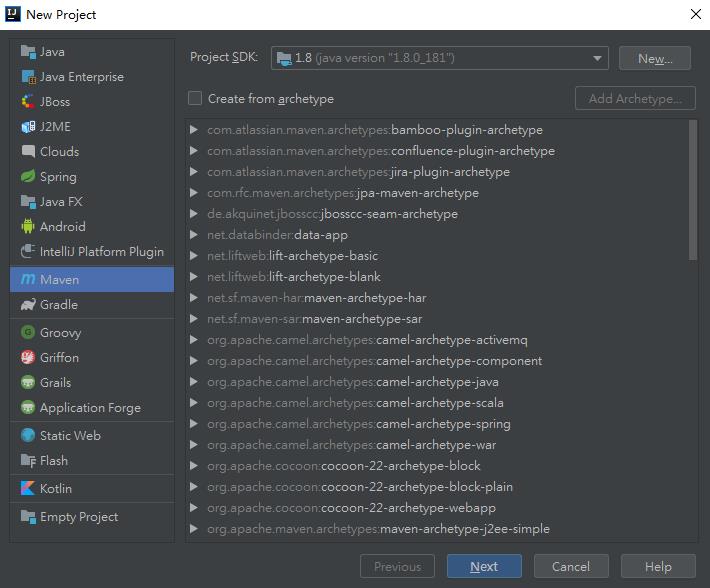 New Project
Java
Java Enterprise
JBoss
J2ME
Clouds
Spring
Java FX
Android
IntelliJ Platform Plugin
Maven
Gradle
Groovy
Griffon
Grails
Application Forge
Static Web
Flash
Kotlin
Empty Project
Project SDK: 1.8 (java version "1.8.0_181") New...
Create from archetype Add Archetype...
com.atlassian.maven.archetypes:bamboo-plugin-archetype
com.atlassian.maven.archetypes:confluence-plugin-archetype
com.atlassian.maven.archetypes:jira-plugin-archetype
com.rfc.maven.archetypes:jpa-maven-archetype
de.akquinet.jbosscc:jbosscc-seam-archetype
net.databinder:data-app
net.liftweb:lift-archetype-basic
net.liftweb:lift-archetype-blank
net.sf.maven-har:maven-archetype-har
net.sf.maven-sar:maven-archetype-sar
org.apache.camel.archetypes:camel-archetype-activemq
org.apache.camel.archetypes:camel-archetype-component
org.apache.camel.archetypes:camel-archetype-java
org.apache.camel.archetypes:camel-archetype-scala
org.apache.camel.archetypes:camel-archetype-spring
org.apache.camel.archetypes:camel-archetype-war
org.apache.cocoon:cocoon-22-archetype-block
org.apache.cocoon:cocoon-22-archetype-block-plain
org.apache.cocoon:cocoon-22-archetype-webapp
org.apache.maven.archetypes:maven-archetype-j2ee-simple
Previous Next Cancel Help